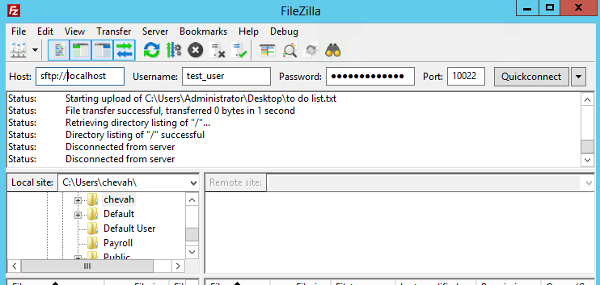 FileZilla
File Edit View Transfer Server Bookmarks Help Debug
Host: sftp://localhost Username: test_user Password: ●●●●●●●●●●●●● Port: 10022 Quickconnect
Status: Starting upload of C:\Users\Administrator\Desktop\to do list.txt
Status: File transfer successful, transferred 0 bytes in 1 second
Status: Retrieving directory listing of "/"...
Status: Directory listing of "/" successful
Status: Disconnected from server
Status: Disconnected from server
Local site: C:\Users\chevah\ Remote site:
chevah
Default
Default User
Payroll
Public